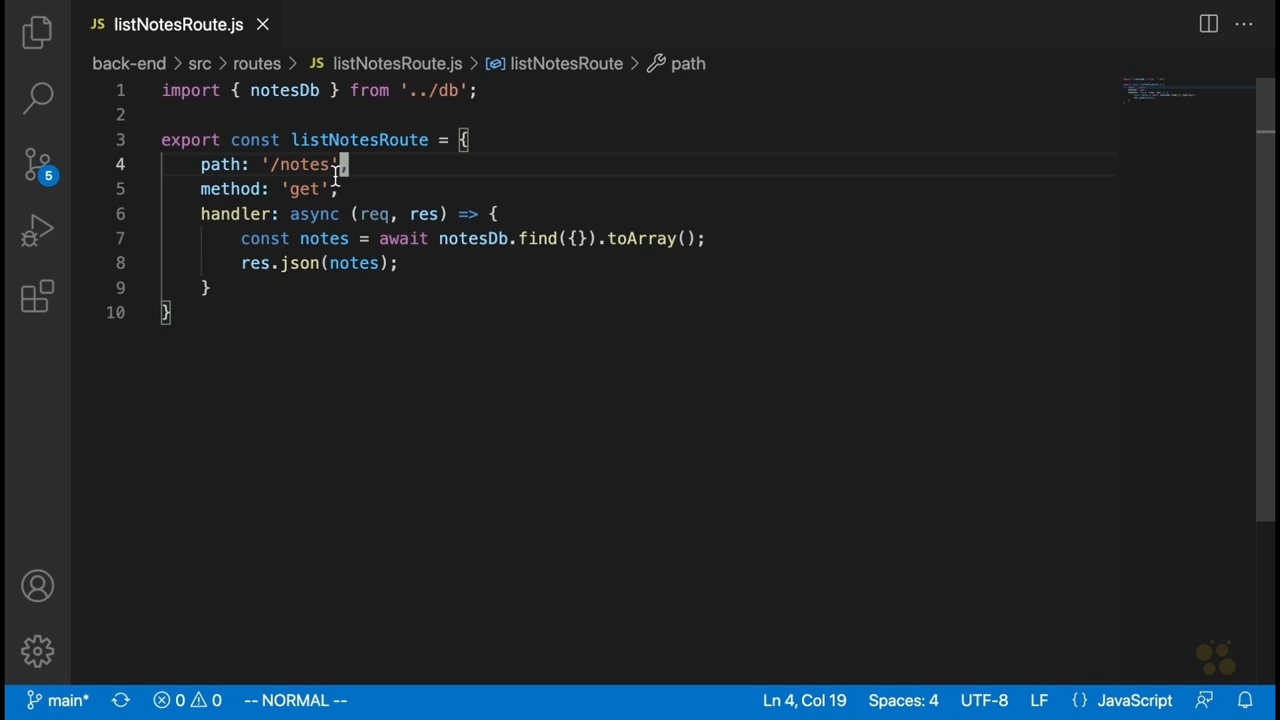 JS listNotesRoute.js
back-end > src > routes > JS listNotesRoute.js > listNotesRoute > path
1 import { notesDb } from '../db';
2
3 export const listNotesRoute = {
4 path: '/notes',
5 method: 'get',
6 handler: async (req, res) => {
7 const notes = await notesDb.find({}).toArray();
8 res.json(notes);
9 }
10 }
5
main* 0 0 -- NORMAL -- Ln 4, Col 19 Spaces: 4 UTF-8 LF {} JavaScript